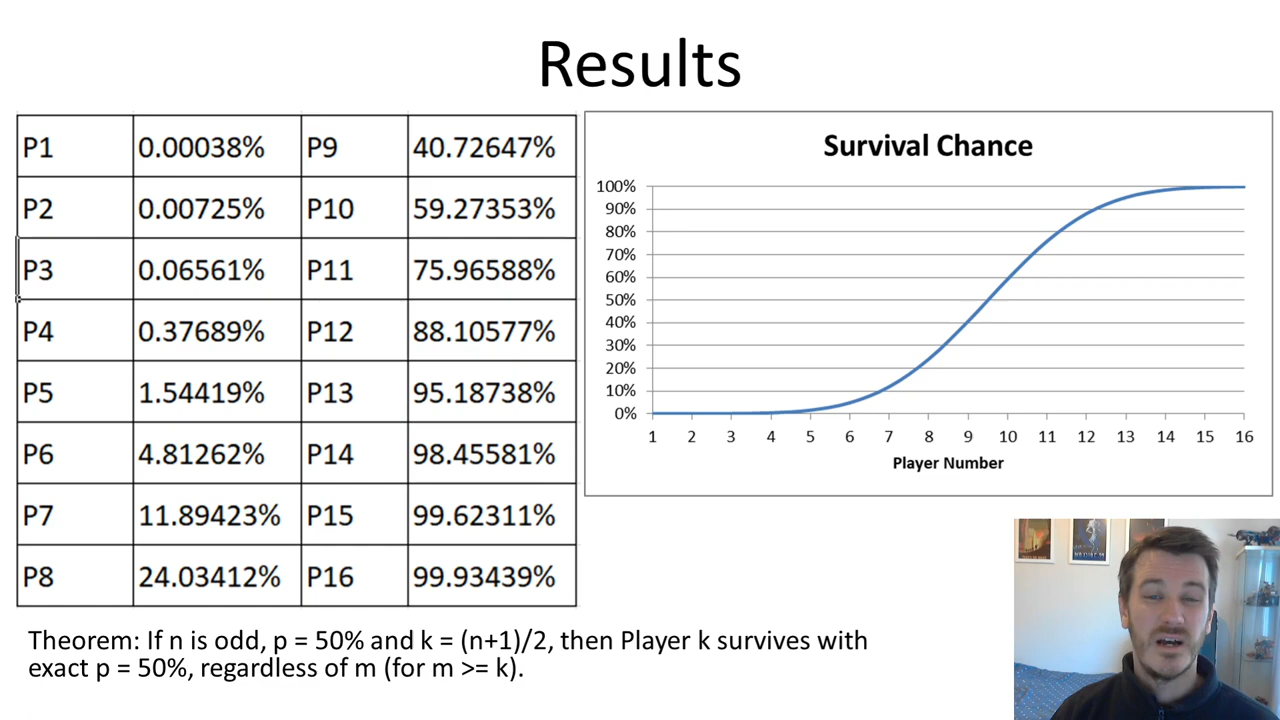 Results
P1 0.00038% P9 40.72647%
P2 0.00725% P10 59.27353%
P3 0.06561% P11 75.96588%
P4 0.37689% P12 88.10577%
P5 1.54419% P13 95.18738%
P6 4.81262% P14 98.45581%
P7 11.89423% P15 99.62311%
P8 24.03412% P16 99.93439%
Survival Chance
100%
90%
80%
70%
60%
50%
40%
30%
20%
10%
0%
1 2 3 4 5 6 7 8 9 10 11 12 13 14 15 16
Player Number
Theorem: If n is odd, p = 50% and k = (n+1)/2, then Player k survives with
exact p = 50%, regardless of m (for m >= k).